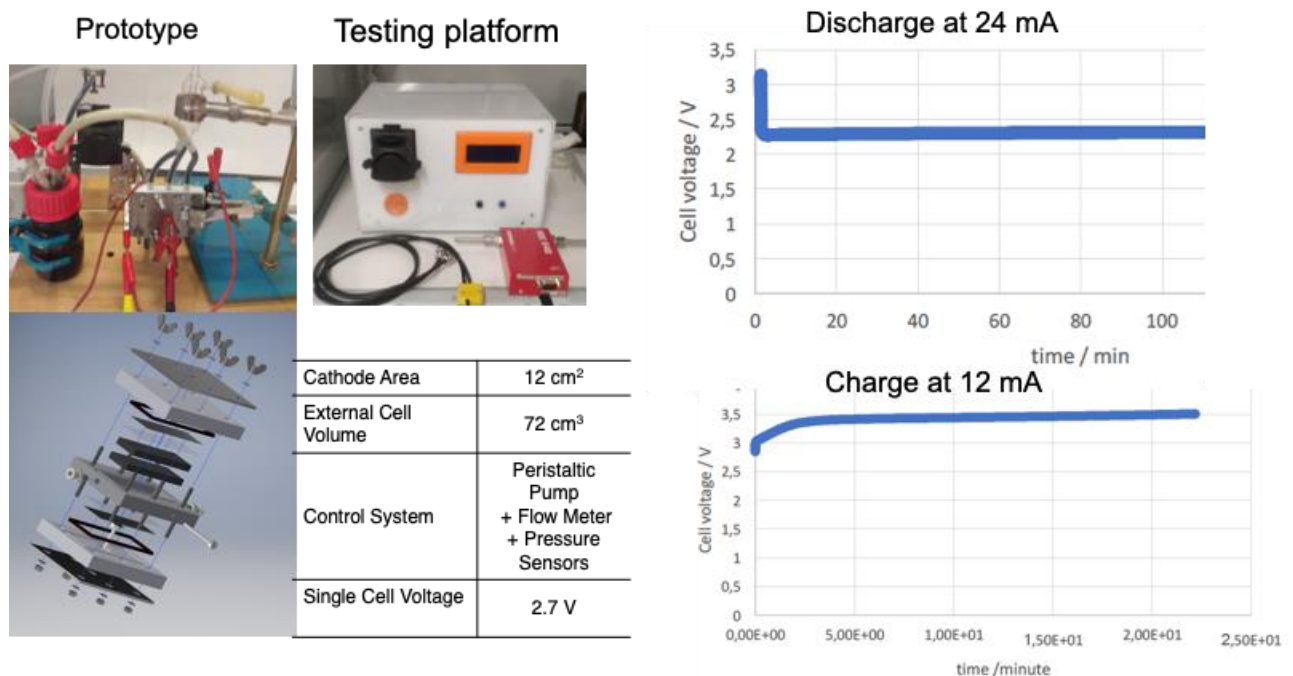 Prototype
Testing platform
Cathode Area 12 cm²
External Cell
Volume
72 cm³
Control System
Peristaltic
Pump
+ Flow Meter
+ Pressure
Sensors
Single Cell Voltage
2.7 V
Discharge at 24 mA
Cell voltage / V
3,5
3
2,5
2
1,5
1
0,5
0
0 20 40 60 80 100
time / min
Charge at 12 mA
Cell voltage / V
3,5
3
2,5
2
1,5
1
0,5
0
0,00E+00 5,00E+00 1,00E+01 1,50E+01 2,00E+01 2,50E+01
time /minute